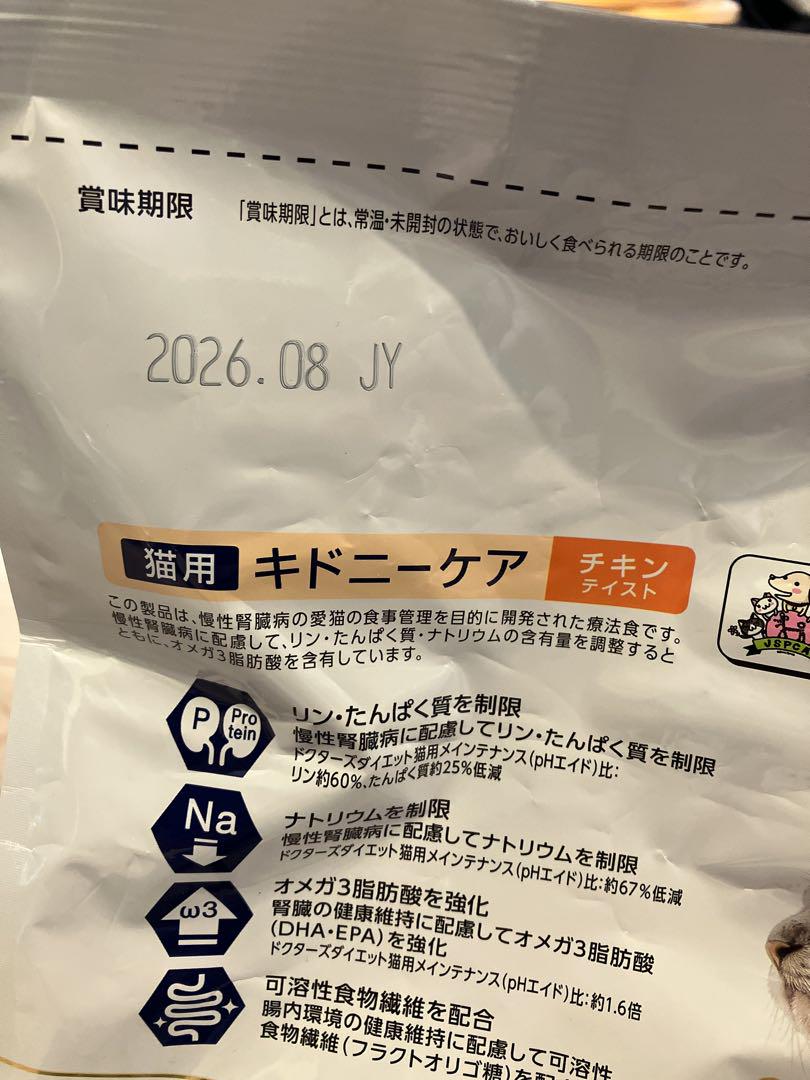 賞味期限
「賞味期限」とは、常温・未開封の状態で、おいしく食べられる期限のことです。
2026.08 JY
猫用 キドニーケア チキン
テイスト
この製品は、慢性腎臓病の愛猫の食事管理を目的に開発された療法食です。
慢性腎臓病に配慮して、リン・たんぱく質・ナトリウムの含有量を調整すると
ともに、オメガ3脂肪酸を含有しています。
JSPCA
P Pro
tein
リン・たんぱく質を制限
慢性腎臓病に配慮してリン・たんぱく質を制限
ドクターズダイエット猫用メインテナンス(pHエイド)比:
リン約60%、たんぱく質約25%低減
Na
ナトリウムを制限
慢性腎臓病に配慮してナトリウムを制限
ドクターズダイエット猫用メインテナンス(pHエイド)比:約67%低減
ω3
オメガ3脂肪酸を強化
腎臓の健康維持に配慮してオメガ3脂肪酸
(DHA・EPA)を強化
ドクターズダイエット猫用メインテナンス(pHエイド)比:約1.6倍
可溶性食物繊維を配合
腸内環境の健康維持に配慮して可溶性
食物繊維(フラクトオリゴ糖)を配